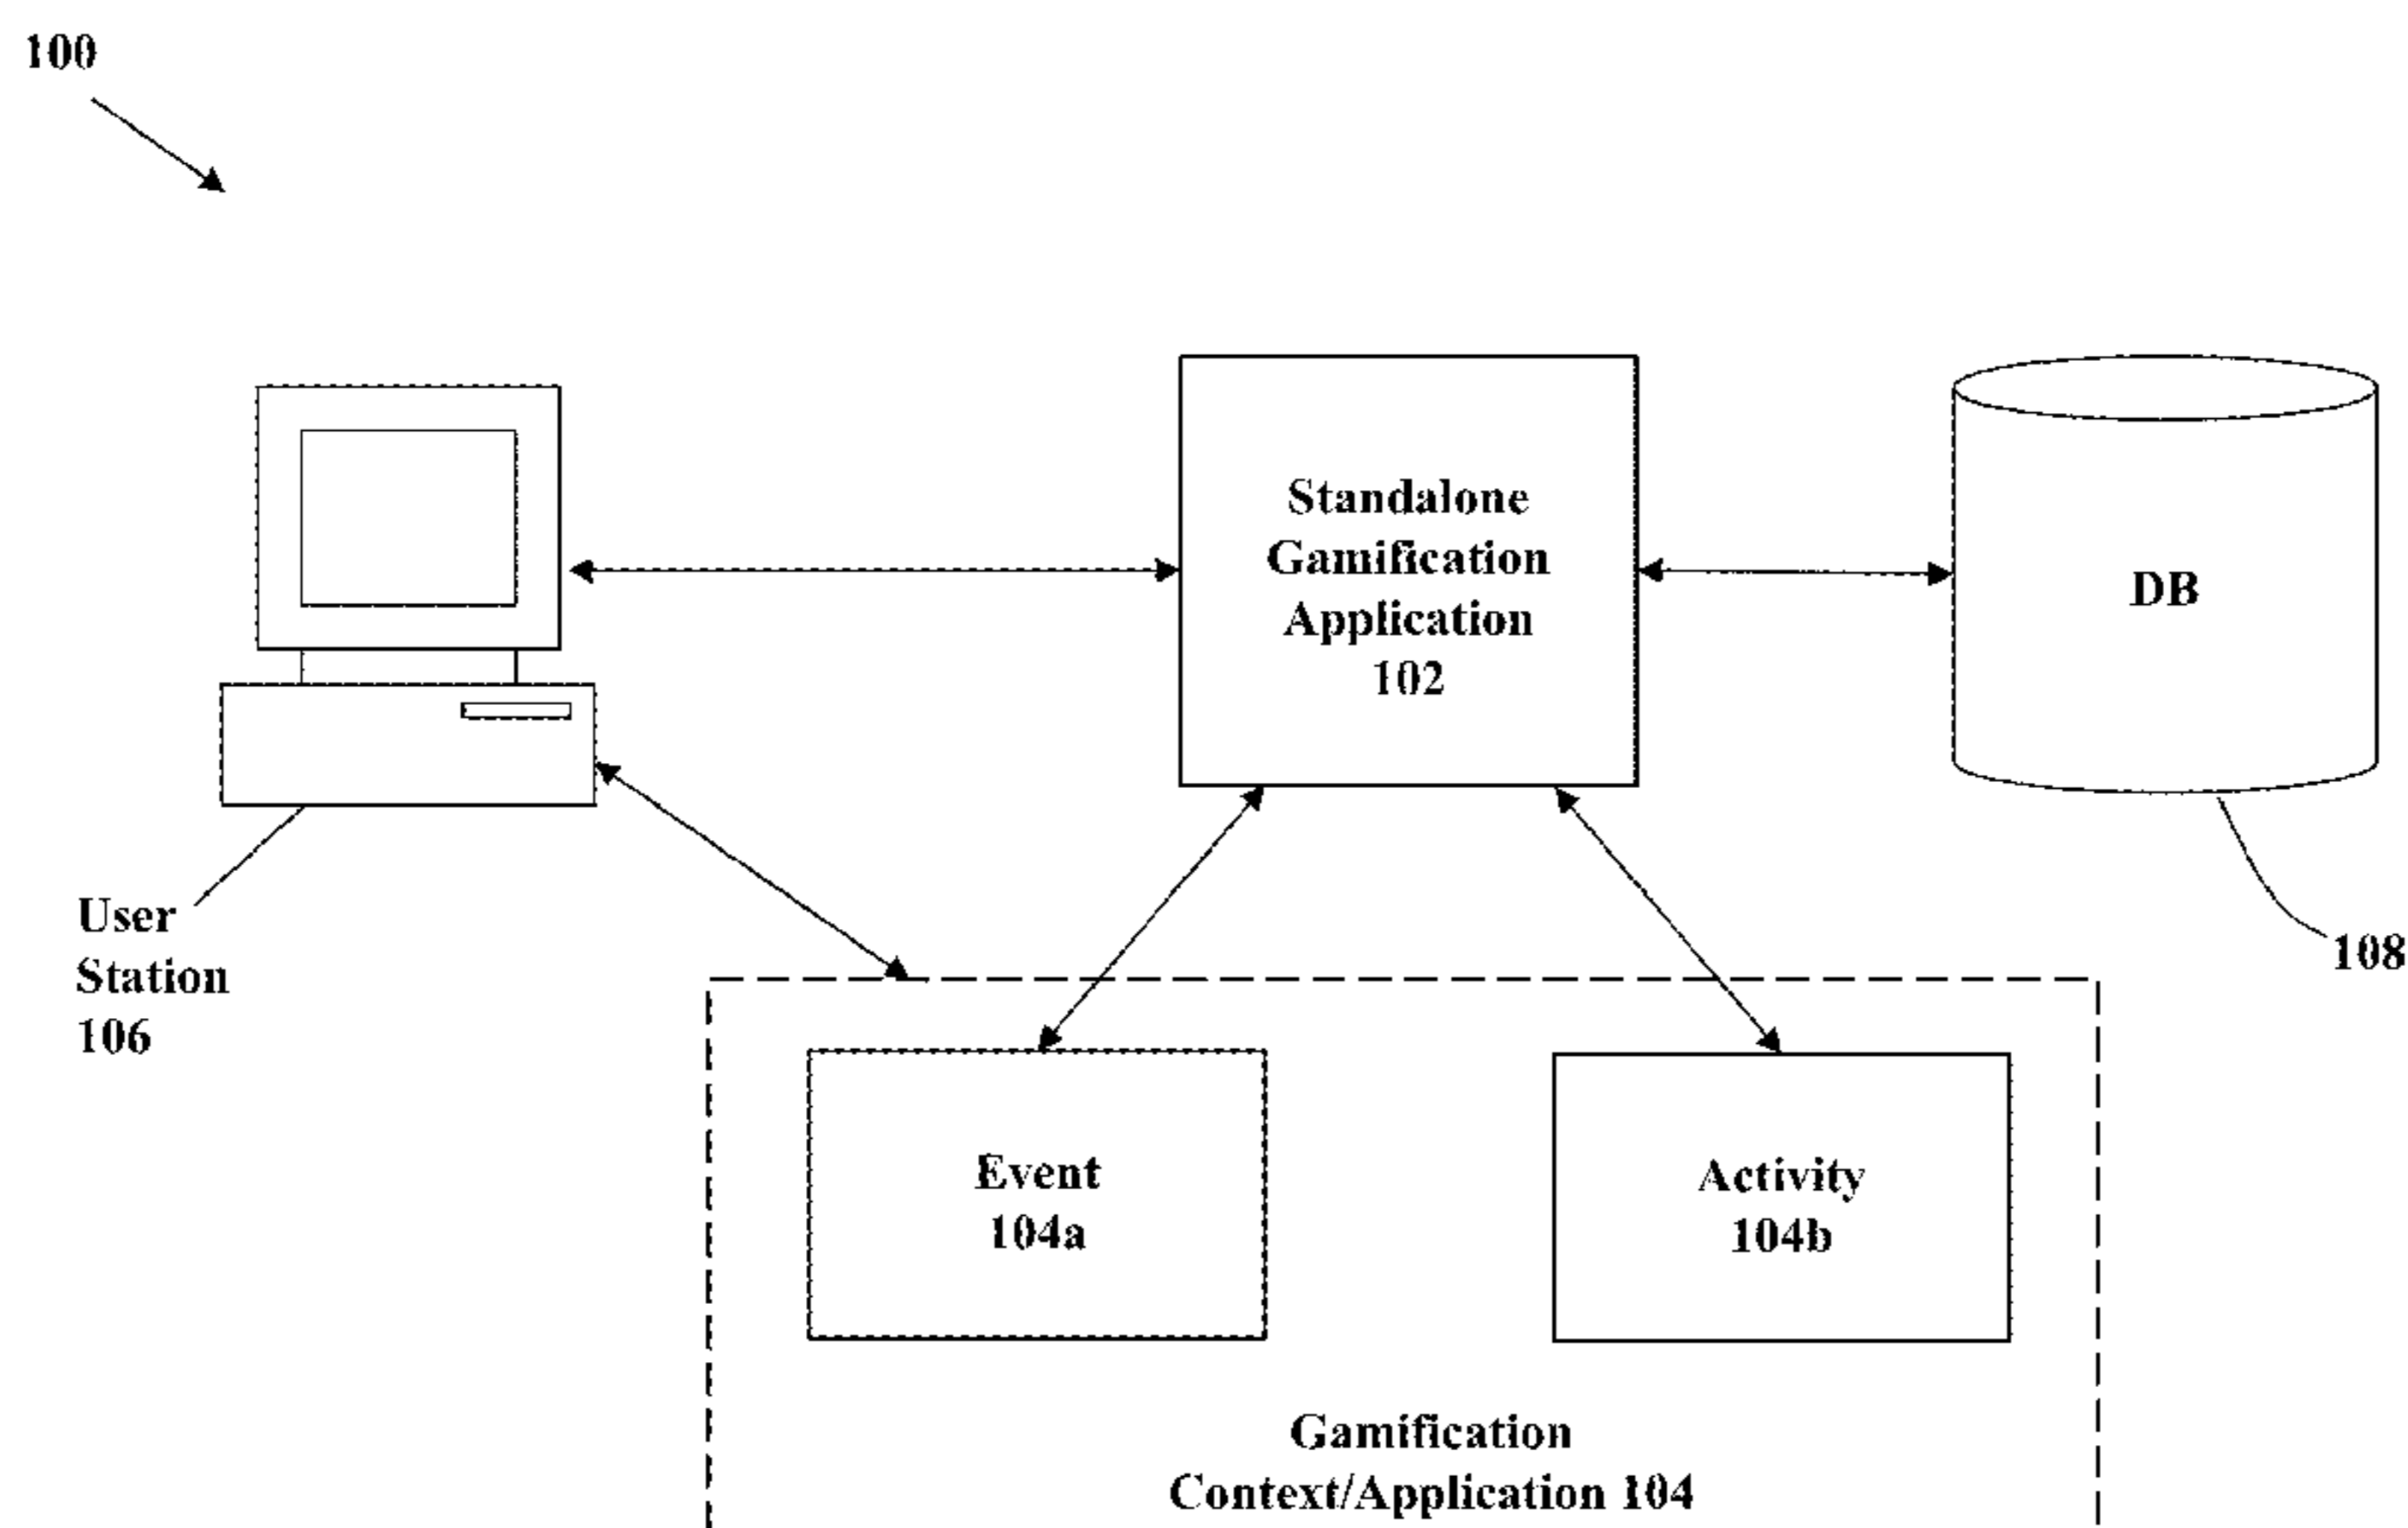 100
Standalone
Gamification
Application
102
DB
User
Station
106
108
Event
104a
Activity
104b
Gamification
Context/Application 104